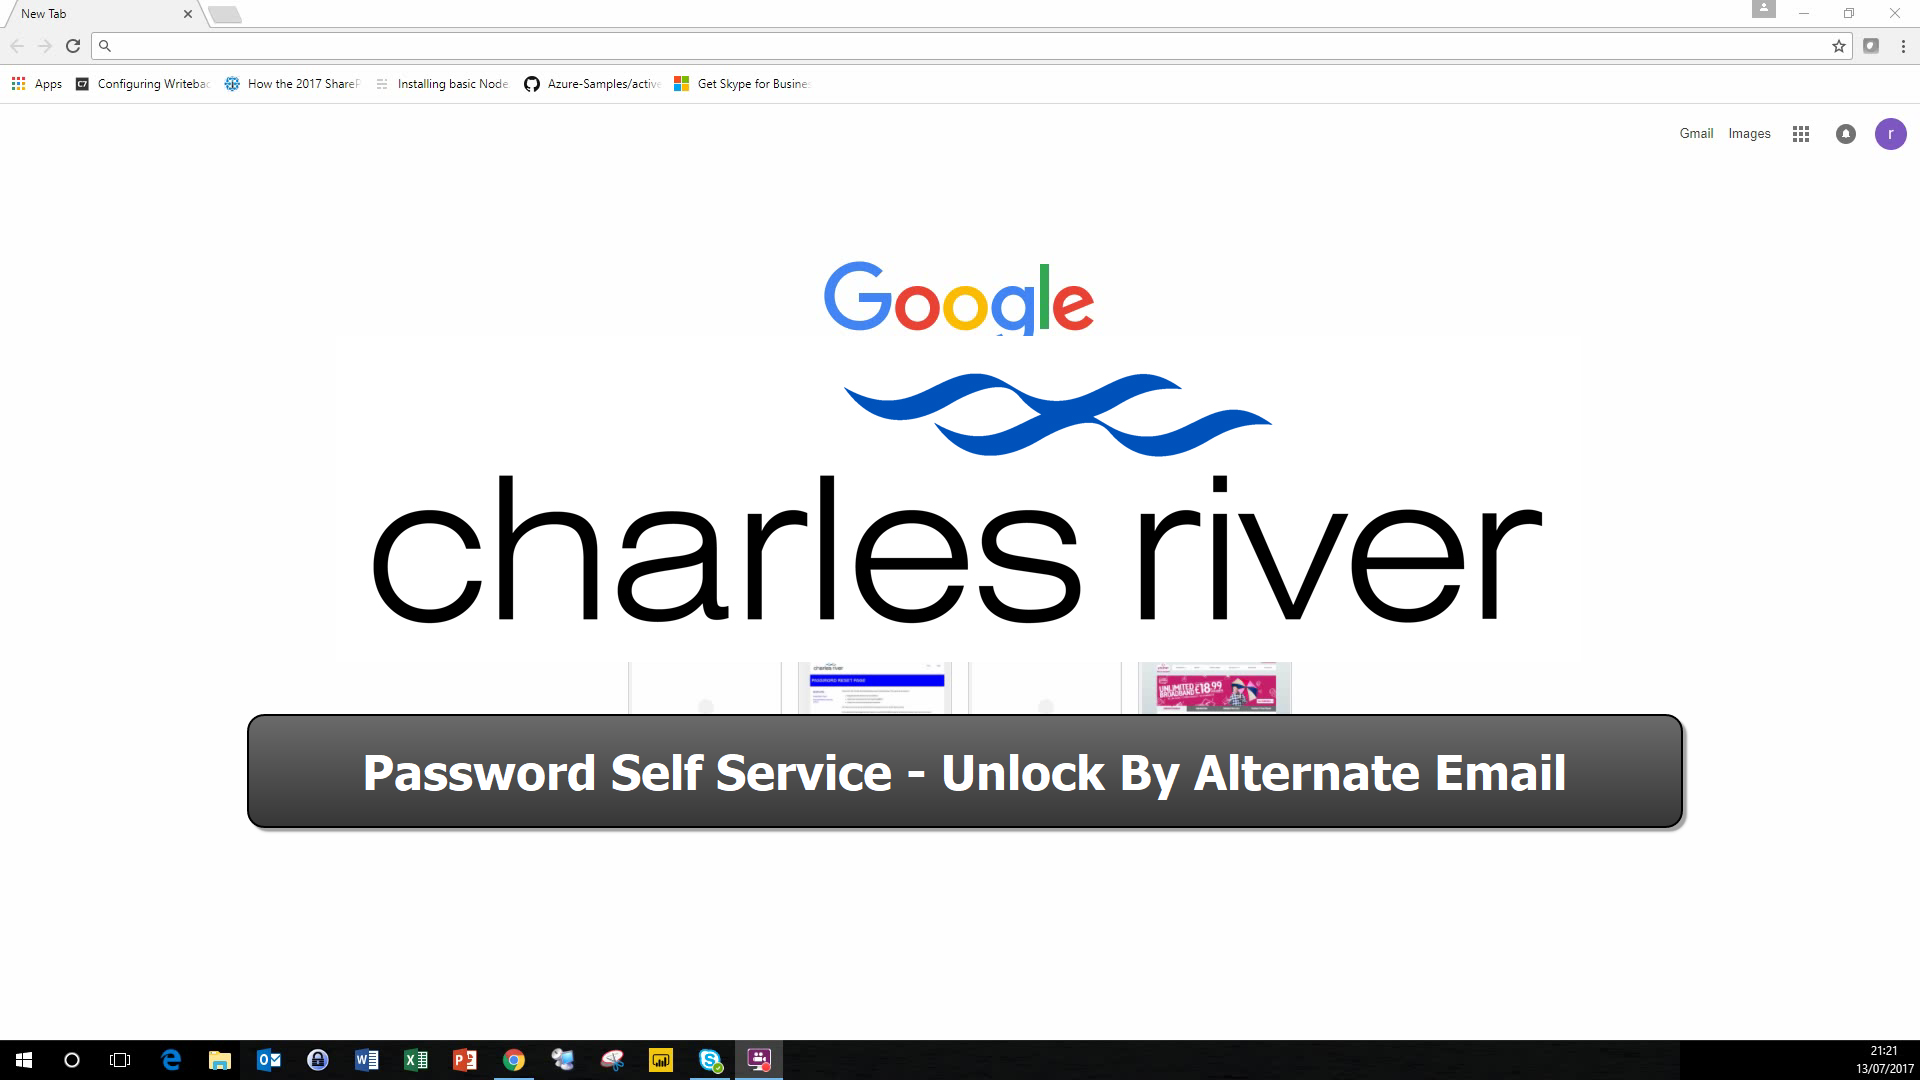 New Tab
Apps
Configuring Writebac
How the 2017 ShareP
Installing basic Node
Azure-Samples/active
Get Skype for Busines
Gmail
Images
r
Google
charles river
charles river
PASSWORD RESET PAGE
UNLIMITED
BROADBAND £18.99
Password Self Service - Unlock By Alternate Email
21:21
13/07/2017